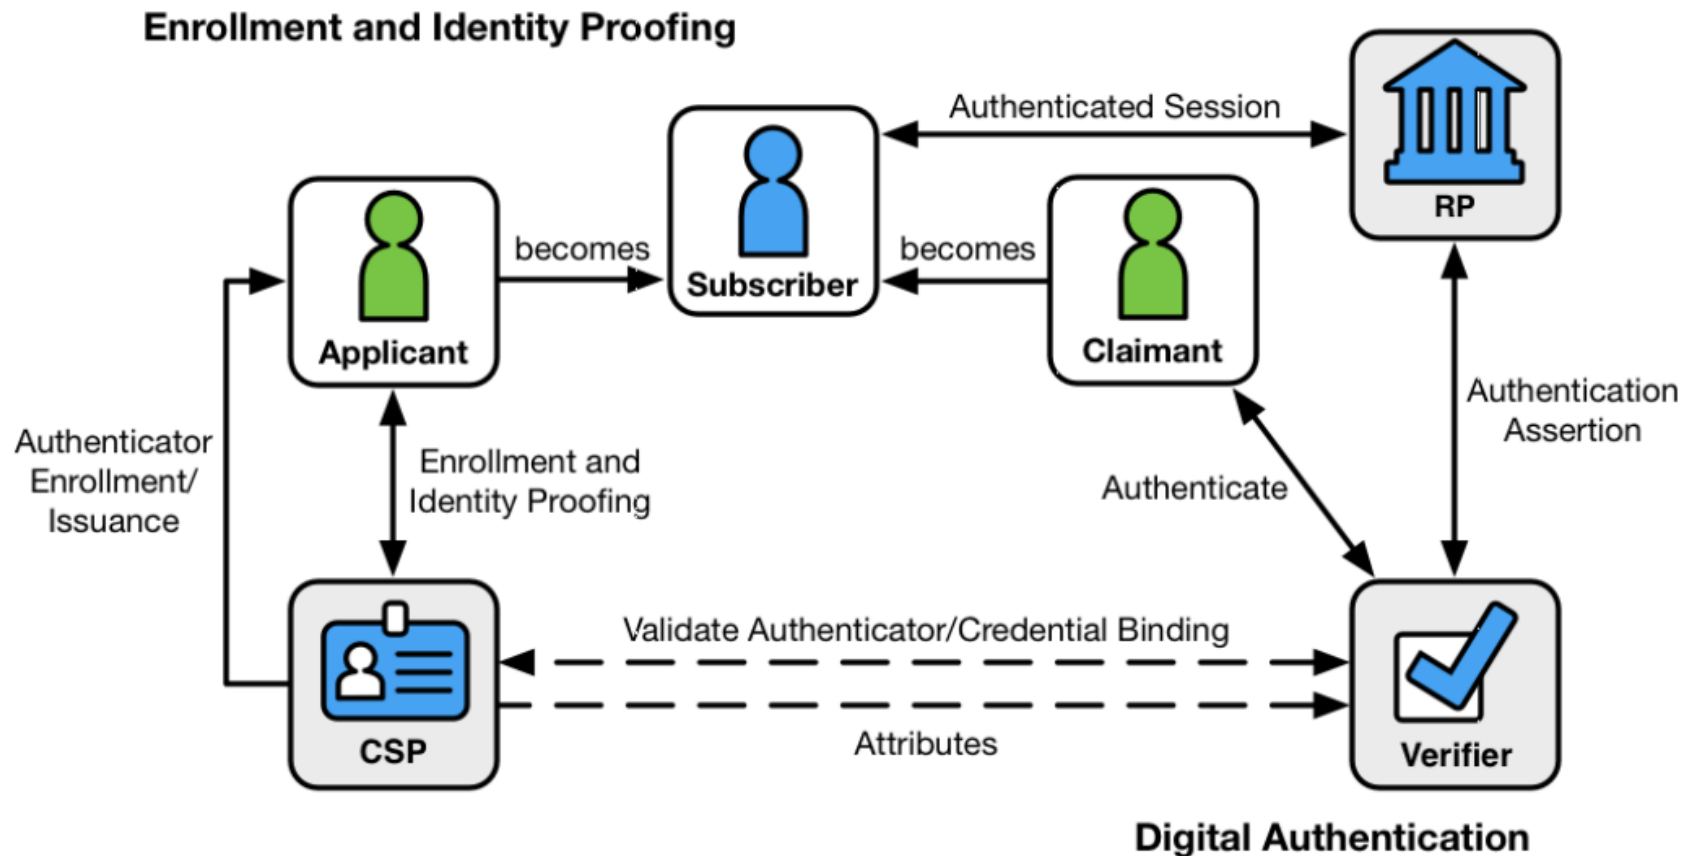 Enrollment and Identity Proofing
Authenticated Session
RP
becomes
Subscriber
becomes
Applicant
Claimant
Authenticator
Enrollment/
Issuance
Enrollment and
Identity Proofing
Authenticate
Authentication
Assertion
Validate Authenticator/Credential Binding
Attributes
CSP
Verifier
Digital Authentication